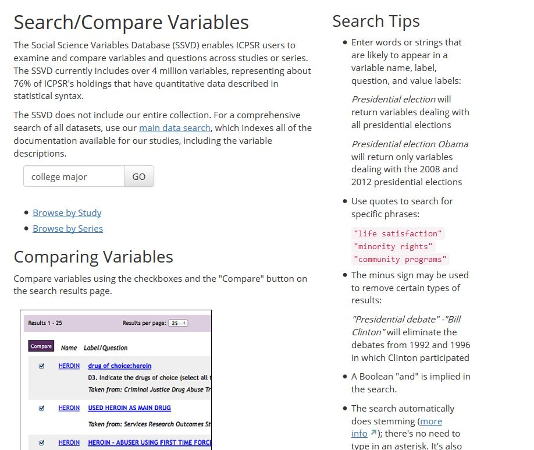 Search/Compare Variables
The Social Science Variables Database (SSVD) enables ICPSR users to
examine and compare variables and questions across studies or series.
The SSVD currently includes over 4 million variables, representing about
76% of ICPSR's holdings that have quantitative data described in
statistical syntax.
The SSVD does not include our entire collection. For a comprehensive
search of all datasets, use our main data search, which indexes all of the
documentation available for our studies, including the variable
descriptions.
college major GO
Browse by Study
Browse by Series
Comparing Variables
Compare variables using the checkboxes and the "Compare" button on
the search results page.
Results 1 - 25 Results per page: 25
Compare Name Label/Question
HEROIN drug of choice:heroin
D3. Indicate the drugs of choice (select all
Taken from: Criminal Justice Drug Abuse Tr
HEROIN USED HEROIN AS MAIN DRUG
Taken from: Services Research Outcomes St
HEROIN HEROIN - ABUSER USING FIRST TIME FORCI
Search Tips
Enter words or strings that
are likely to appear in a
variable name, label,
question, and value labels:
Presidential election will
return variables dealing with
all presidential elections
Presidential election Obama
will return only variables
dealing with the 2008 and
2012 presidential elections
Use quotes to search for
specific phrases:
"life satisfaction"
"minority rights"
"community programs"
The minus sign may be used
to remove certain types of
results:
"Presidential debate" -"Bill
Clinton" will eliminate the
debates from 1992 and 1996
in which Clinton participated
A Boolean "and" is implied in
the search.
The search automatically
does stemming (more
info); there's no need to
type in an asterisk. It's also